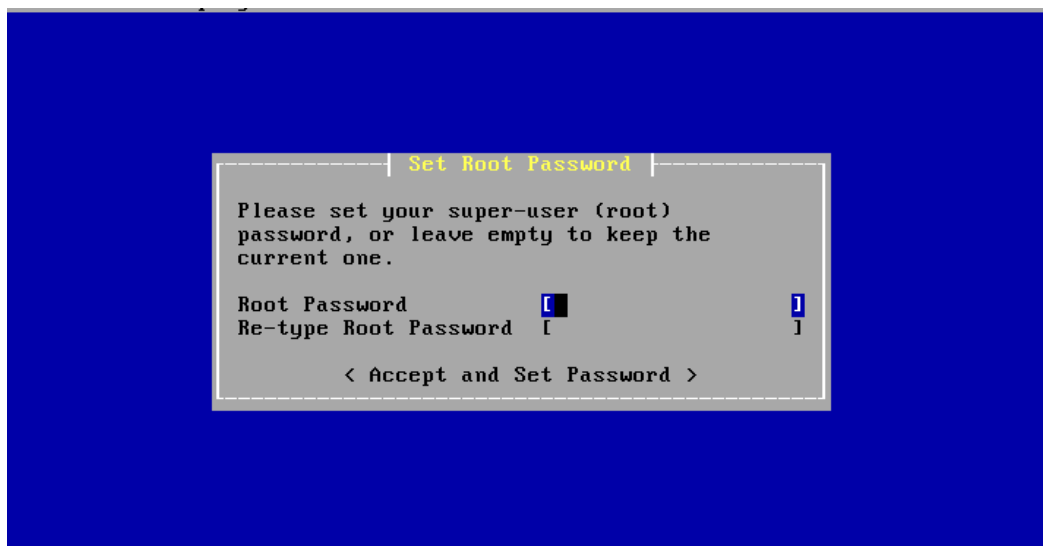 Set Root Password
Please set your super-user (root)
password, or leave empty to keep the
current one.
Root Password [ ]
Re-type Root Password [ ]
< Accept and Set Password >